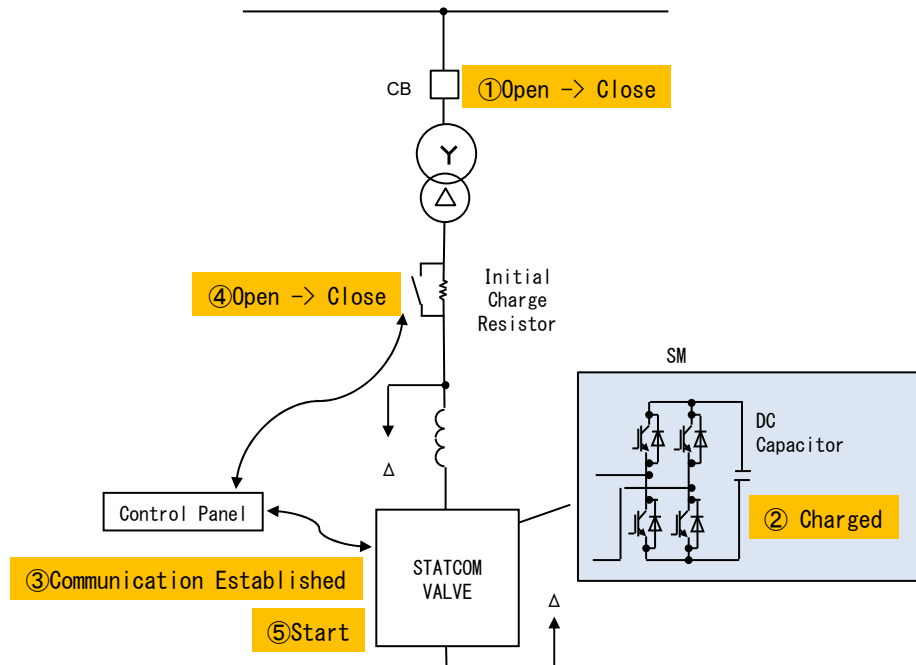 CB
①Open -> Close
Y
△
④Open -> Close
Initial
Charge
Resistor
SM
DC
Capacitor
Δ
Control Panel
② Charged
③Communication Established
STATCOM
VALVE
⑤Start
Δ